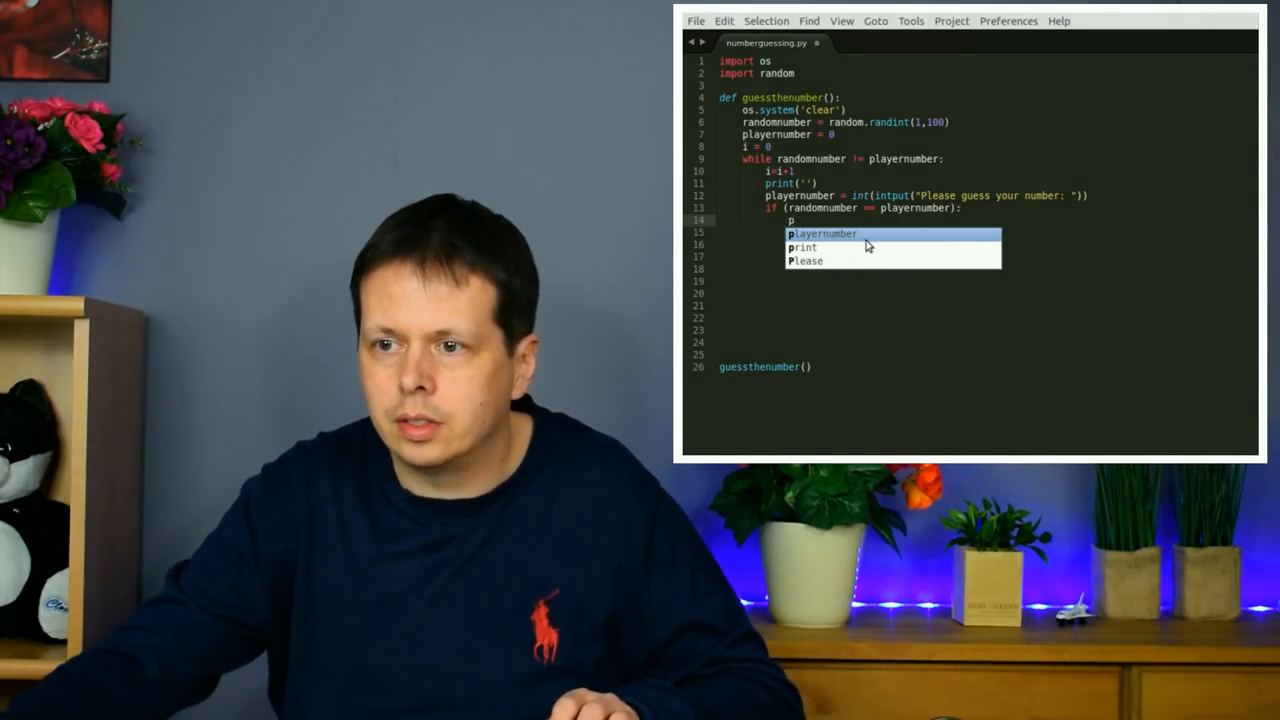 File Edit Selection Find View Goto Tools Project Preferences Help
numberguessing.py
1 import os
2 import random
3
4 def guessthenumber():
5 os.system('clear')
6 randomnumber = random.randint(1,100)
7 playernumber = 0
8 i = 0
9 while randomnumber != playernumber:
10 i=i+1
11 print('')
12 playernumber = int(intput("Please guess your number: "))
13 if (randomnumber == playernumber):
14 p
15 playernumber
16 print
17 Please
18
19
20
21
22
23
24
25
26 guessthenumber()
HERB GARDEN